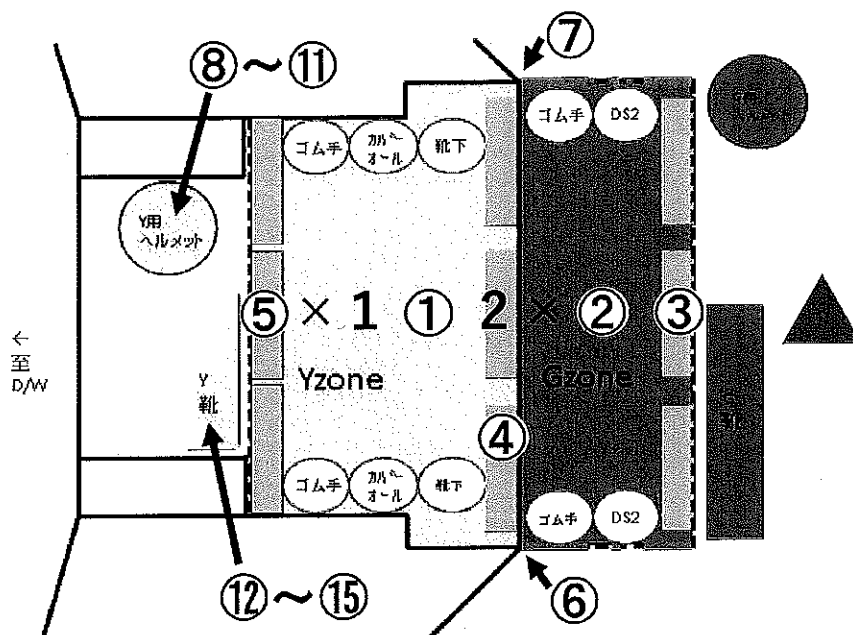 ⑦
⑧～⑪
ゴム手
DS2
ゴム手
カバー
オール
靴下
Y用
ヘルメット
⑤
× 1
①
2 ×
②
③
←
至
D/W
Yzone
Gzone
Y
靴
④
ゴム手
カバー
オール
靴下
ゴム手
DS2
⑫～⑮
⑥